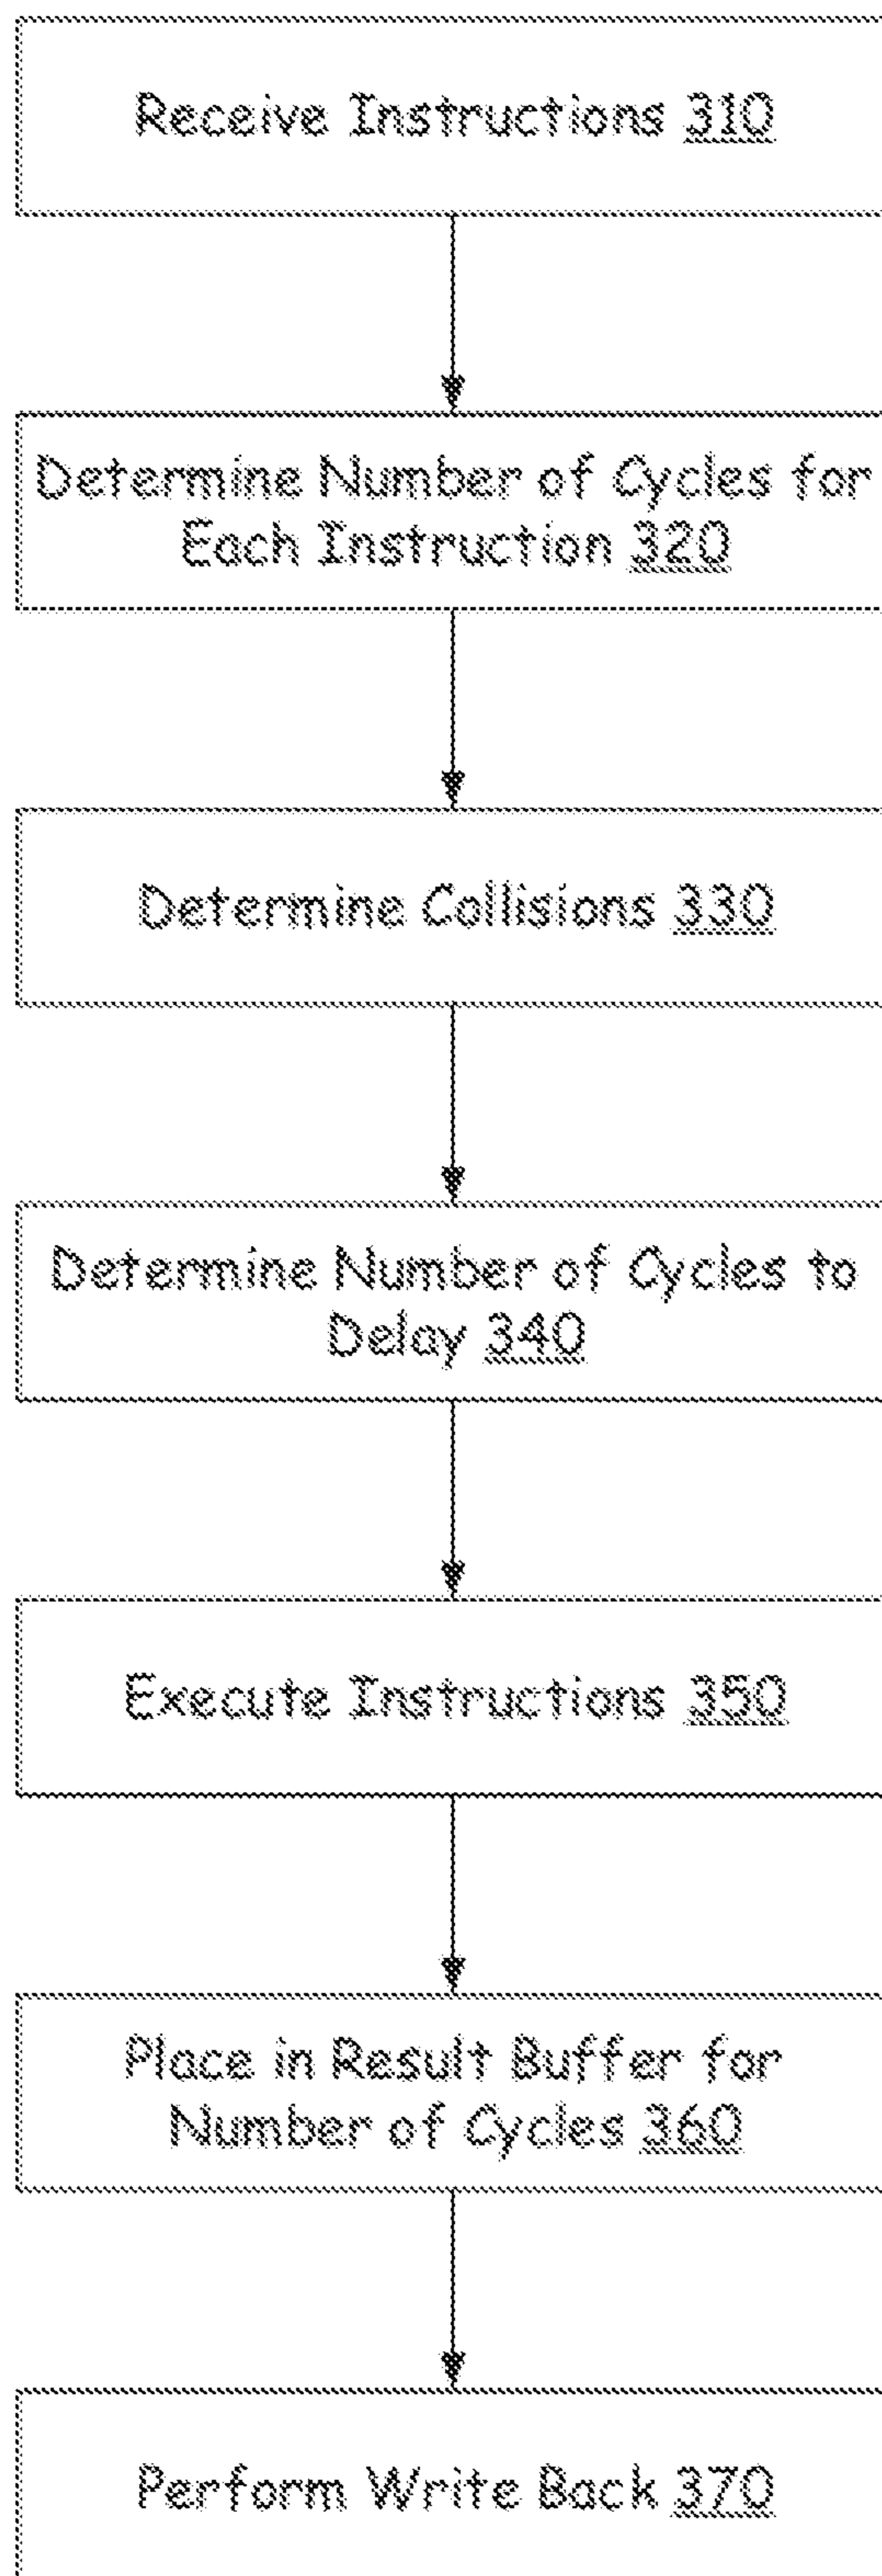 Receive Instructions 310
Determine Number of Cycles for
Each Instruction 320
Determine Collisions 330
Determine Number of Cycles to
Delay 340
Execute Instructions 350
Place in Result Buffer for
Number of Cycles 360
Perform Write Back 370